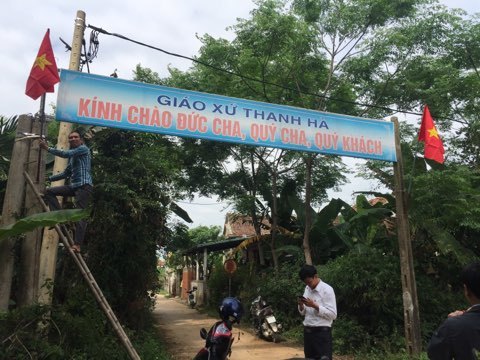 GIÁO XỨ THANH HÀ
KÍNH CHÀO ĐỨC CHA, QUÝ CHA, QUÝ KHÁCH